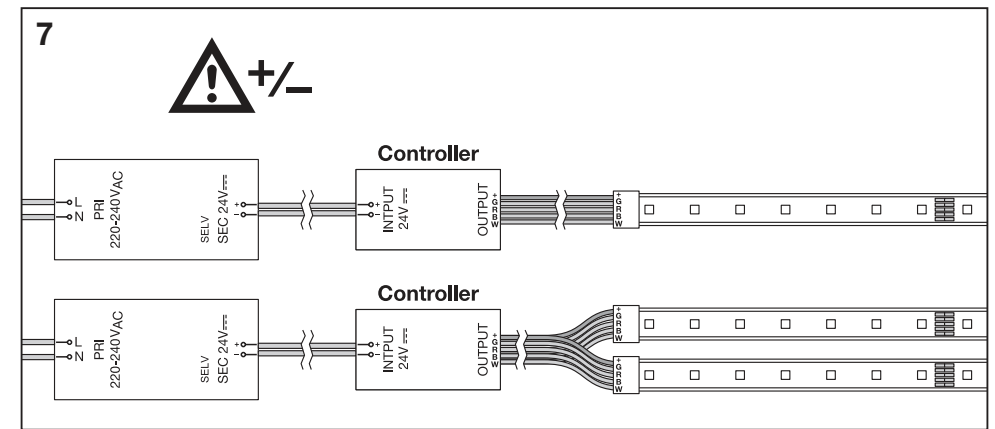 7
+/–
Controller
L
N
PRI
220-240VAC
SELV
SEC 24V
+
–
+
–
INTPUT
24V
OUTPUT
+
G
R
B
W
+
G
R
B
W
Controller
L
N
PRI
220-240VAC
SELV
SEC 24V
+
–
+
–
INTPUT
24V
OUTPUT
+
G
R
B
W
+
G
R
B
W
+
G
R
B
W